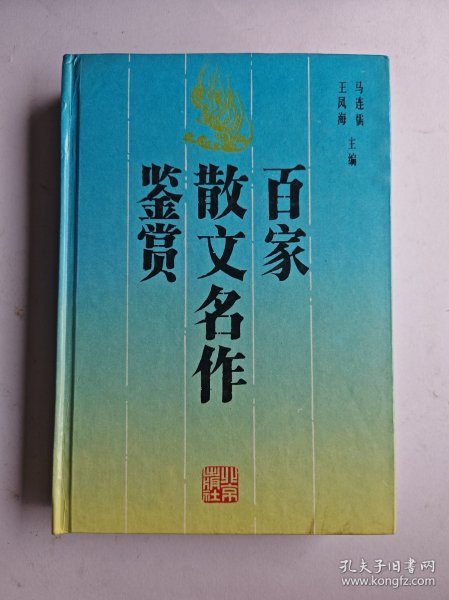 马连儒
王凤海 主编
百家
散文名作
鉴赏
北京
出版社
孔夫子旧书网
www.kongfz.com